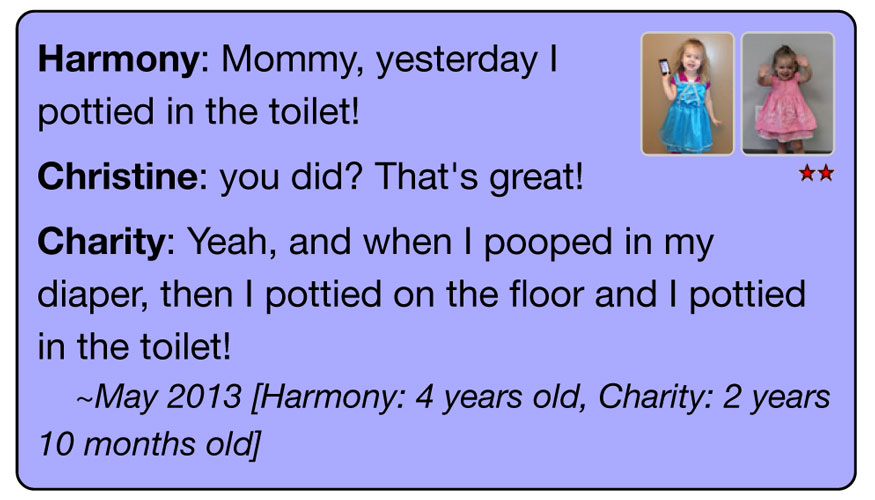 Harmony: Mommy, yesterday I
pottied in the toilet!
Christine: you did? That's great!
Charity: Yeah, and when I pooped in my
diaper, then I pottied on the floor and I pottied
in the toilet!
~May 2013 [Harmony: 4 years old, Charity: 2 years
10 months old]